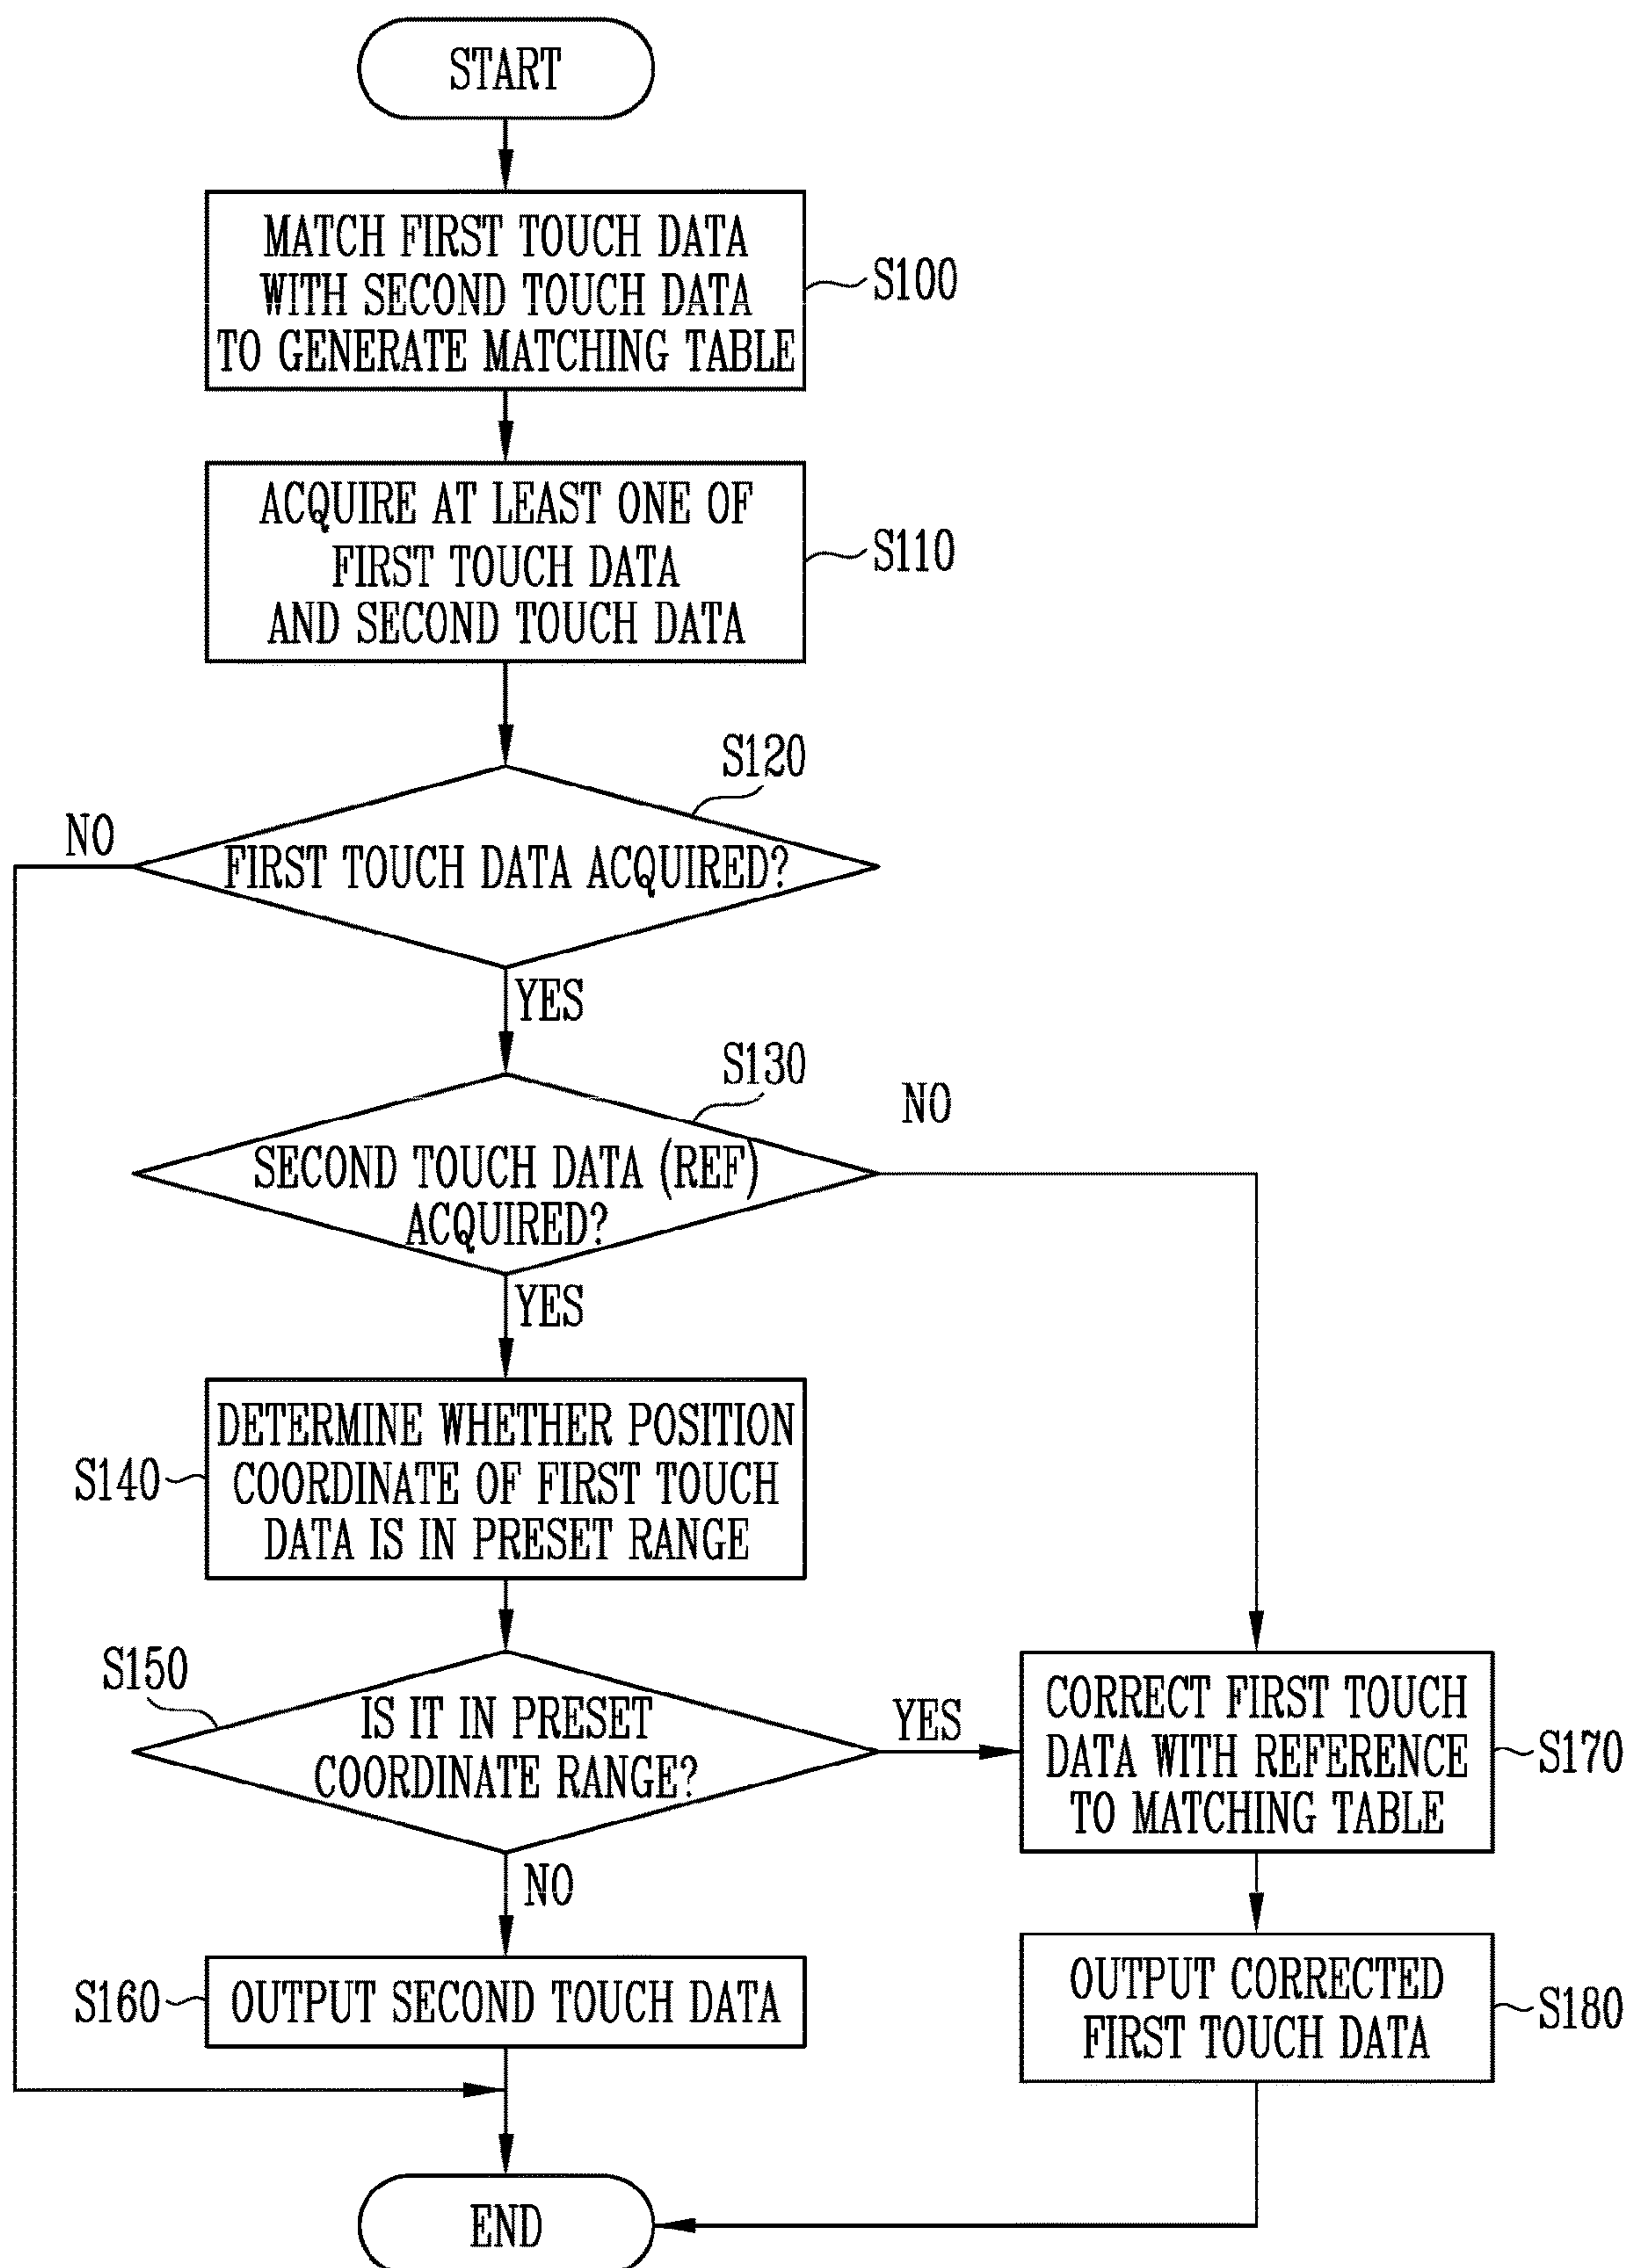 START
MATCH FIRST TOUCH DATA
WITH SECOND TOUCH DATA
TO GENERATE MATCHING TABLE
S100
ACQUIRE AT LEAST ONE OF
FIRST TOUCH DATA
AND SECOND TOUCH DATA
S110
S120
NO
FIRST TOUCH DATA ACQUIRED?
YES
S130
NO
SECOND TOUCH DATA (REF)
ACQUIRED?
YES
DETERMINE WHETHER POSITION
COORDINATE OF FIRST TOUCH
DATA IS IN PRESET RANGE
S140
S150
IS IT IN PRESET
COORDINATE RANGE?
YES
CORRECT FIRST TOUCH
DATA WITH REFERENCE
TO MATCHING TABLE
S170
NO
S160
OUTPUT SECOND TOUCH DATA
OUTPUT CORRECTED
FIRST TOUCH DATA
S180
END